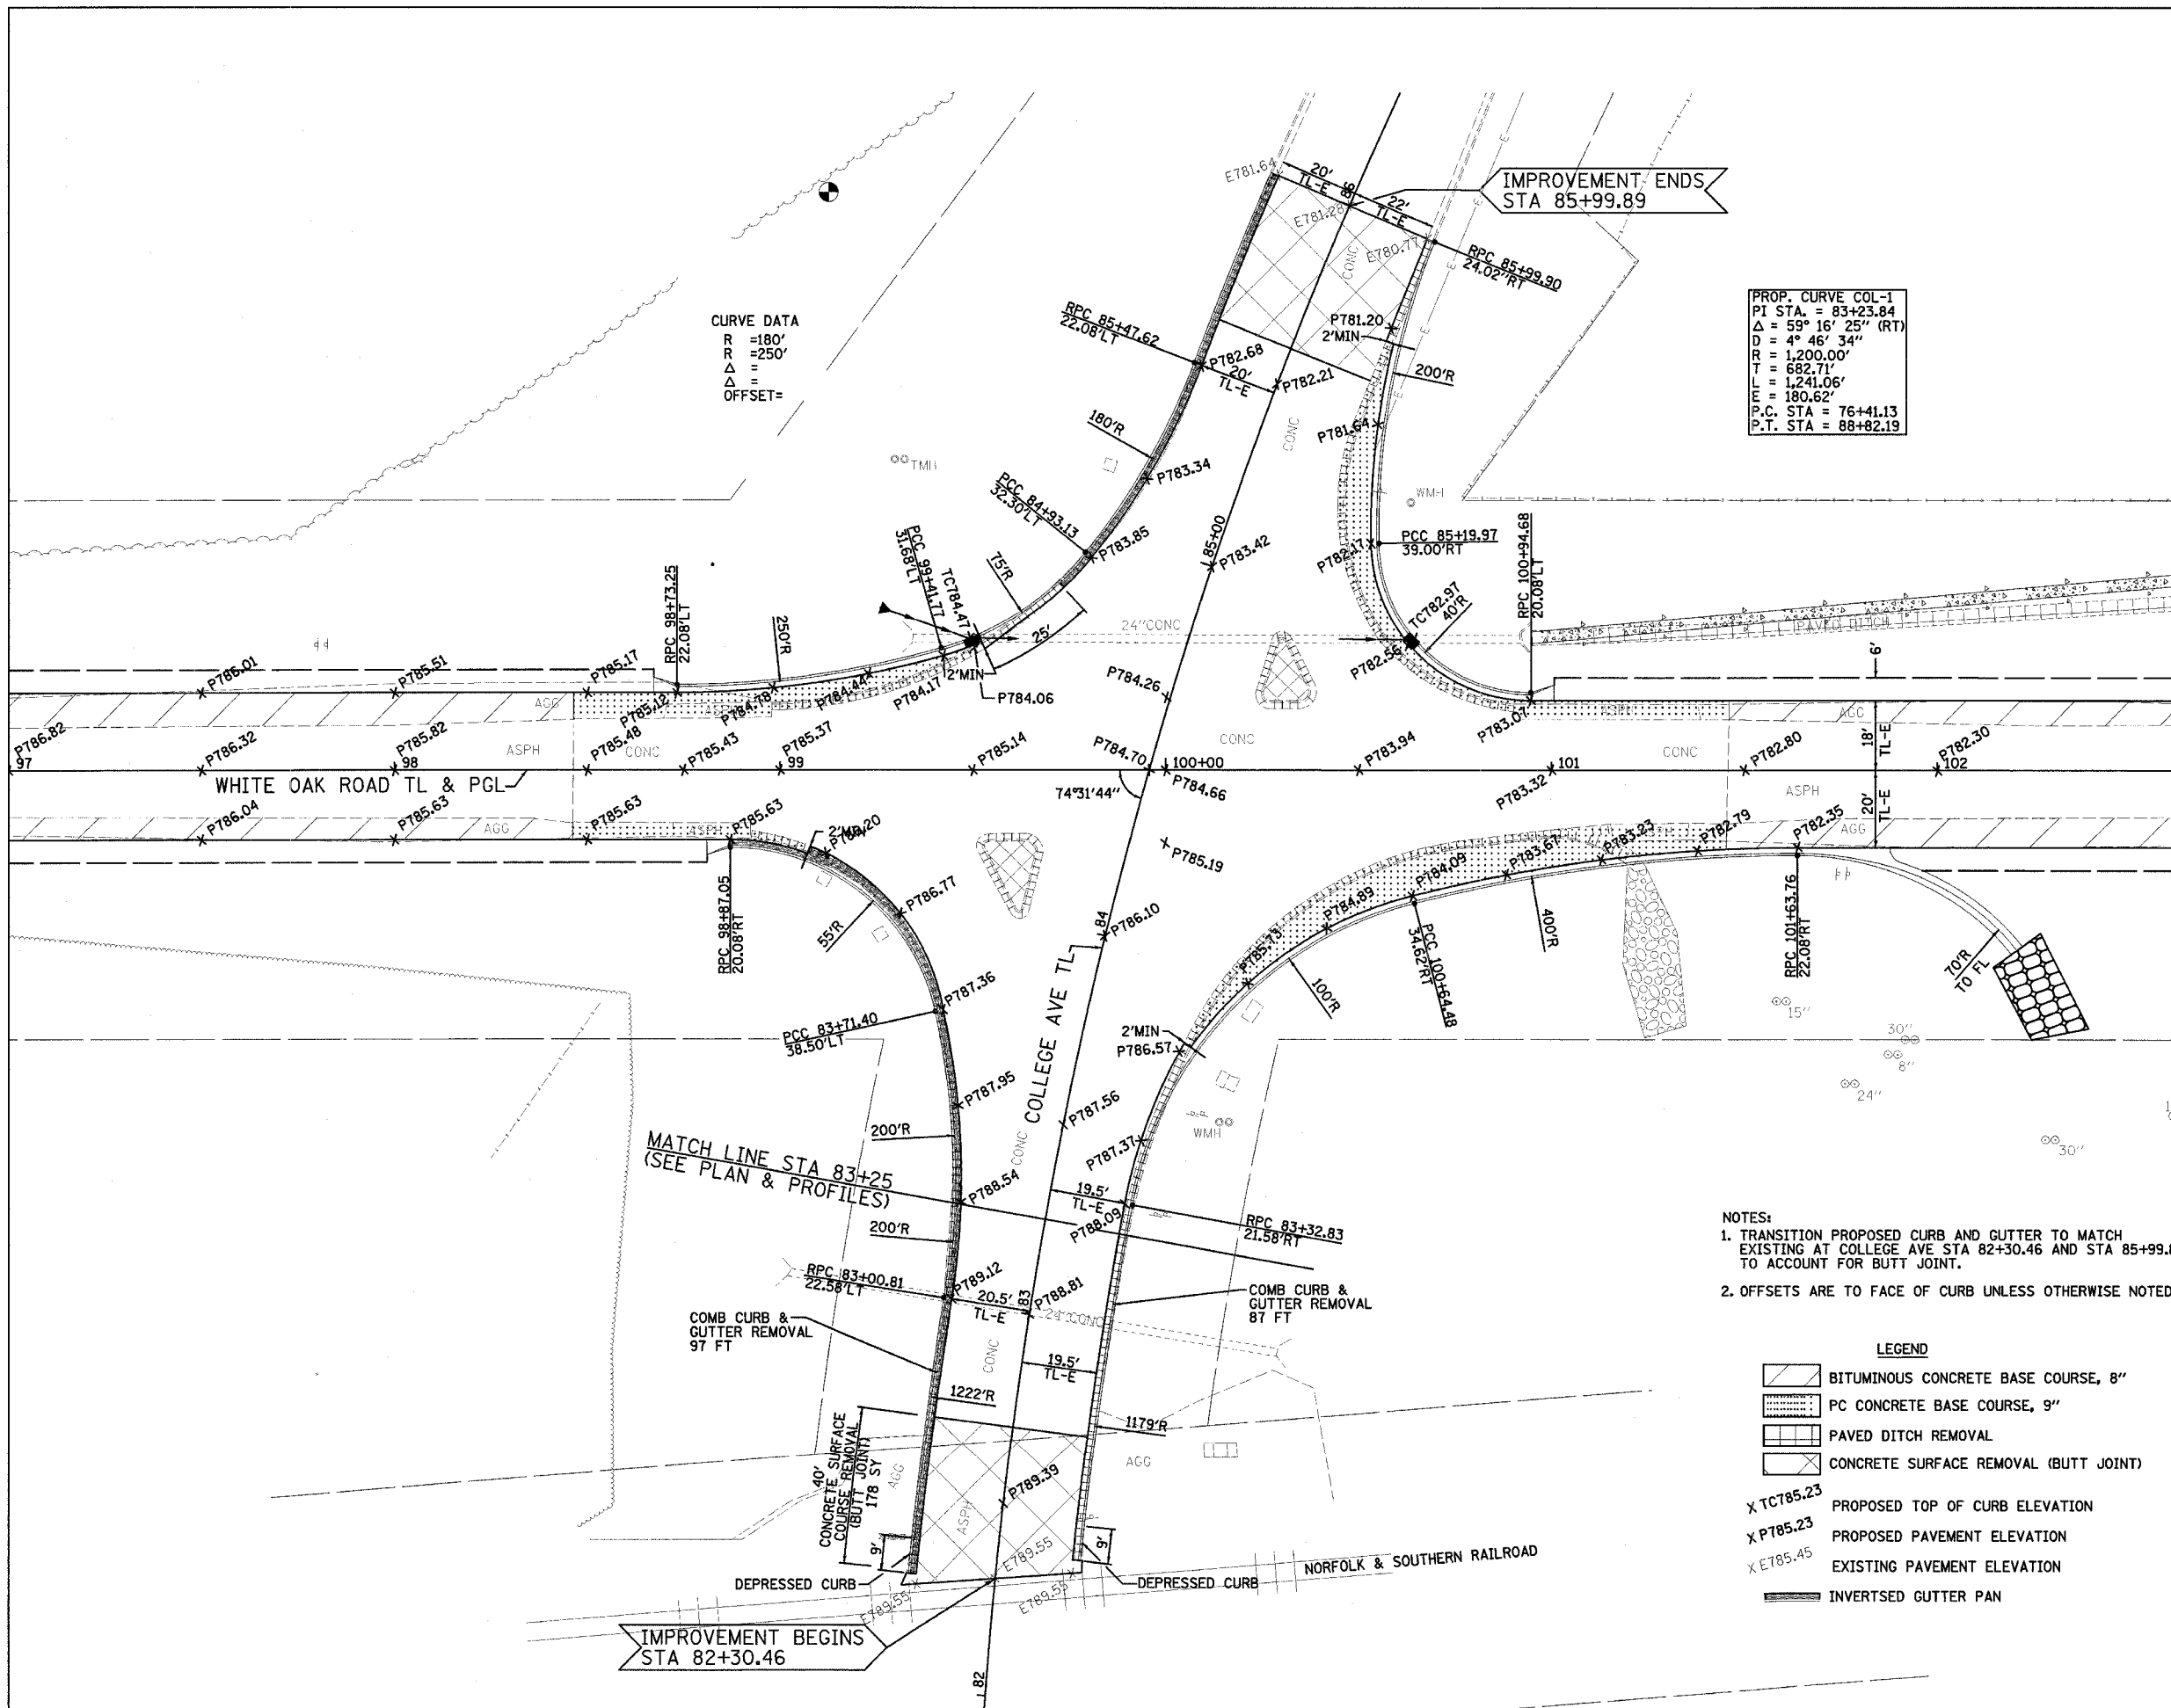 E781.64
20'
TL-E
86
IMPROVEMENT ENDS
STA 85+99.89
22'
TL-E
E781.28
E780.77
CONC
RPC 85+99.90
24.02"RT
PROP. CURVE COL-1
PI STA. = 83+23.84
Δ = 59° 16' 25" (RT)
D = 4° 46' 34"
R = 1,200.00'
T = 682.71'
L = 1,241.06'
E = 180.62'
P.C. STA = 76+41.13
P.T. STA = 88+82.19
CURVE DATA
R =180'
R =250'
Δ =
Δ =
OFFSET=
RPC 85+47.62
22.08'LT
P782.68
20'
TL-E
P782.21
P781.20
2'MIN
200'R
P781.64
CONC
180'R
P783.34
TMH
WMH
PCC 84+93.13
32.30'LT
P783.85
85+00
P783.42
P782.17
PCC 85+19.97
39.00'RT
RPC 100+94.68
20.08'LT
PCC 99+41.77
31.68'LT
TC784.47
75'R
25'
RPC 98+73.25
22.08'LT
250'R
24"CONC
TC782.97
40'R
P782.56
PAVED DITCH
6'
P786.01
P785.51
P785.17
AGG
P785.12
P784.78
P784.44
P784.17
2'MIN
P784.06
P784.26
P783.07
ASPH
AGG
18'
TL-E
P786.82
P786.32
P785.82
P785.48
P785.43
P785.37
P785.14
P784.70
P783.94
P782.80
P782.30
ASPH
CONC
CONC
CONC
97
98
99
100+00
101
102
WHITE OAK ROAD TL & PGL
74°31'44"
P784.66
P783.32
ASPH
20'
TL-E
P786.04
P785.63
P785.63
P785.63
AGG
ASPH
2'MIN
P785.19
P784.09
P783.67
P783.23
P782.79
P782.35
AGG
RPC 98+87.05
20.08'RT
55'R
P786.77
84
P786.10
P785.73
P784.89
PCC 100+64.48
34.62'RT
400'R
RPC 101+63.76
22.08'RT
70'R
TO FL
100'R
P787.36
PCC 83+71.40
38.50'LT
COLLEGE AVE TL
2'MIN
P786.57
15"
30"
8"
24"
30"
P787.95
P787.56
200'R
CONC
P787.37
WMH
MATCH LINE STA 83+25
(SEE PLAN & PROFILES)
P788.54
19.5'
TL-E
P788.09
RPC 83+32.83
21.58'RT
200'R
RPC 83+00.81
22.58'LT
P789.12
20.5'
TL-E
83
P788.81
24"CONC
COMB CURB &
GUTTER REMOVAL
87 FT
COMB CURB &
GUTTER REMOVAL
97 FT
CONC
19.5'
TL-E
1222'R
1179'R
AGG
40'
CONCRETE SURFACE
COURSE REMOVAL
(BUTT JOINT)
178 SY
AGG
ASPH
P789.39
9'
9'
DEPRESSED CURB
E789.55
E789.55
E789.55
DEPRESSED CURB
NORFOLK & SOUTHERN RAILROAD
IMPROVEMENT BEGINS
STA 82+30.46
82
NOTES:
1. TRANSITION PROPOSED CURB AND GUTTER TO MATCH
EXISTING AT COLLEGE AVE STA 82+30.46 AND STA 85+99.8
TO ACCOUNT FOR BUTT JOINT.
2. OFFSETS ARE TO FACE OF CURB UNLESS OTHERWISE NOTED
LEGEND
BITUMINOUS CONCRETE BASE COURSE, 8"
PC CONCRETE BASE COURSE, 9"
PAVED DITCH REMOVAL
CONCRETE SURFACE REMOVAL (BUTT JOINT)
X TC785.23 PROPOSED TOP OF CURB ELEVATION
X P785.23 PROPOSED PAVEMENT ELEVATION
X E785.45 EXISTING PAVEMENT ELEVATION
INVERTSED GUTTER PAN